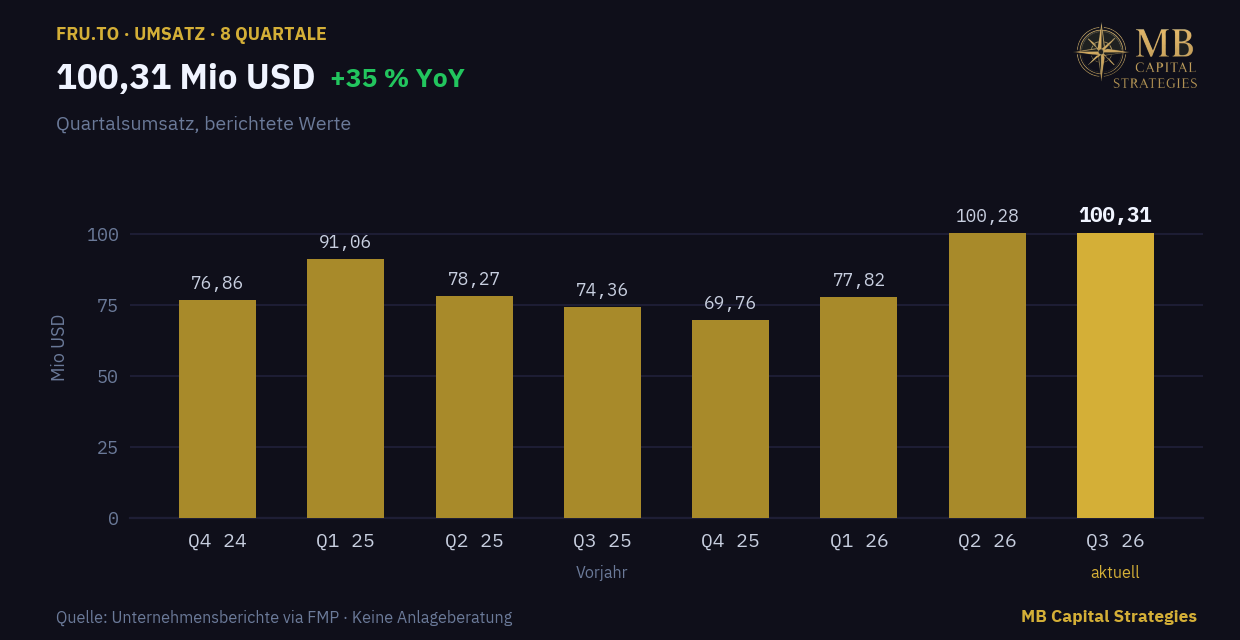 FRU.TO · UMSATZ · 8 QUARTALE
100,31 Mio USD +35 % YoY
Quartalsumsatz, berichtete Werte
MB
CAPITAL
STRATEGIES
Mio USD
100
75
50
25
0
76,86
91,06
78,27
74,36
69,76
77,82
100,28
100,31
Q4 24 Q1 25 Q2 25 Q3 25 Q4 25 Q1 26 Q2 26 Q3 26
Vorjahr aktuell
Quelle: Unternehmensberichte via FMP · Keine Anlageberatung
MB Capital Strategies